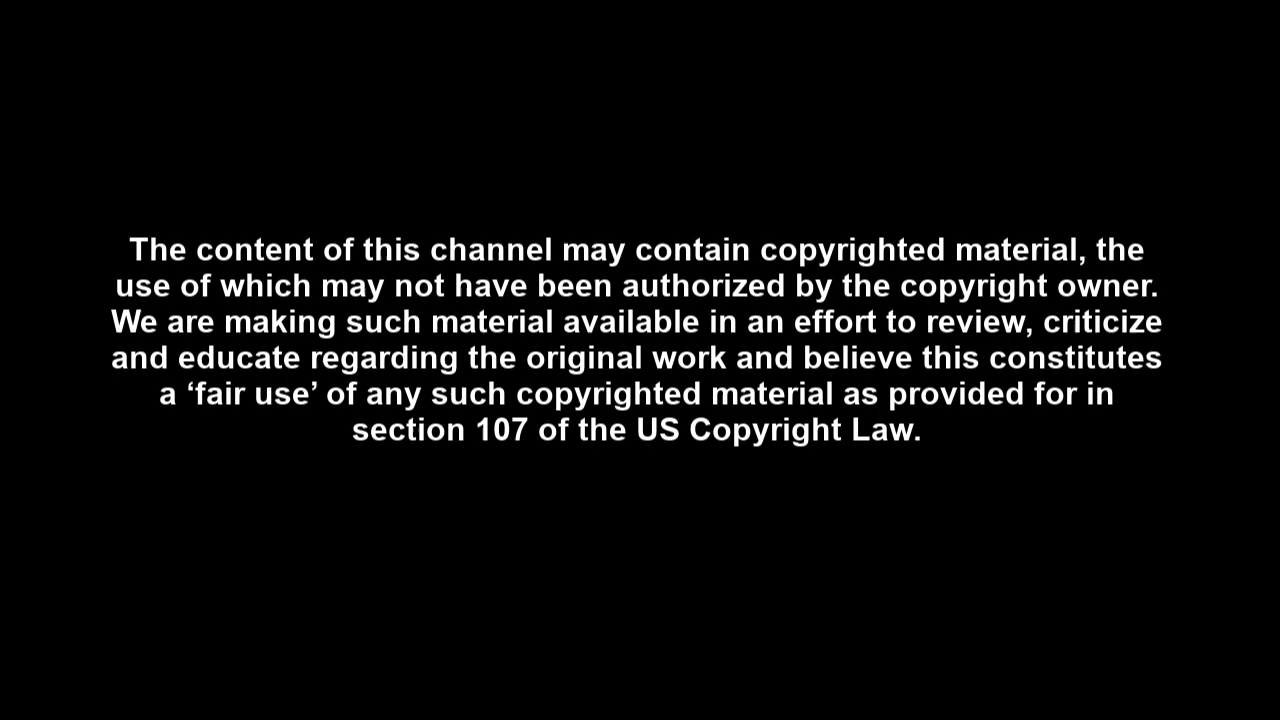 The content of this channel may contain copyrighted material, the
use of which may not have been authorized by the copyright owner.
We are making such material available in an effort to review, criticize
and educate regarding the original work and believe this constitutes
a ‘fair use’ of any such copyrighted material as provided for in
section 107 of the US Copyright Law.